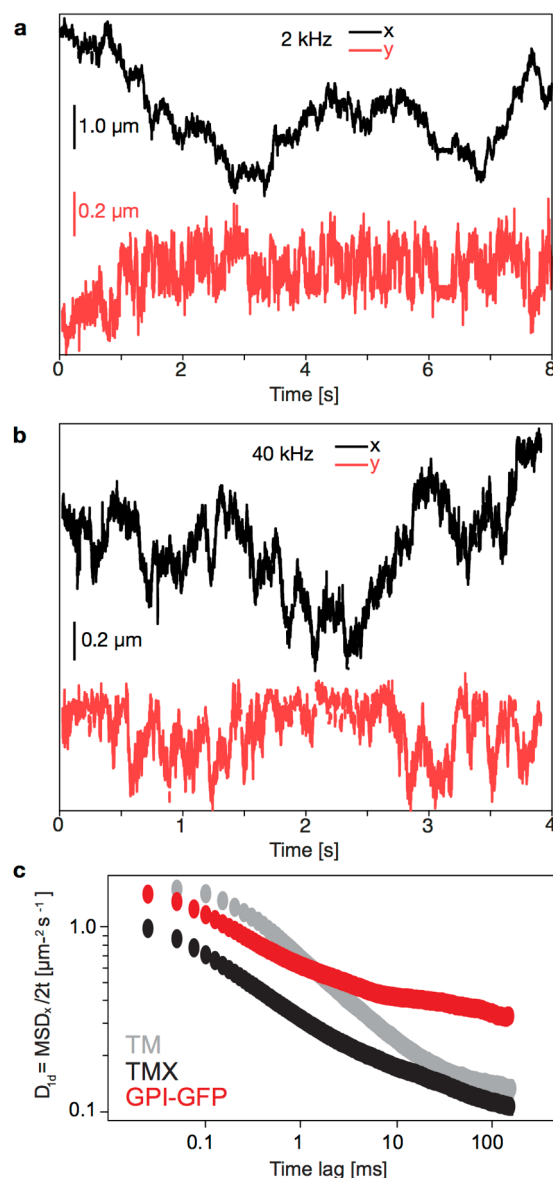 a
2 kHz
x
y
1.0 µm
0.2 µm
0
2
4
6
8
Time [s]
b
40 kHz
x
y
0.2 µm
0
1
2
3
4
Time [s]
c
D1d = MSDx/2t [µm-2 s-1]
1.0
0.1
TM
TMX
GPI-GFP
0.1
1
10
100
Time lag [ms]